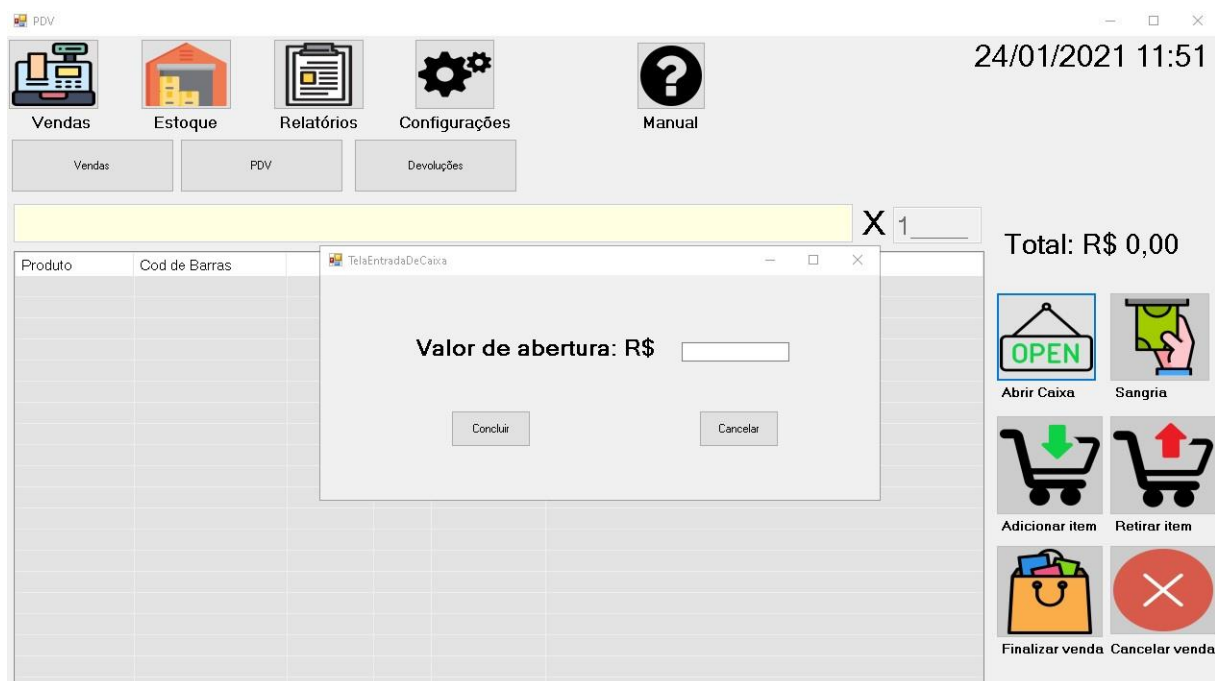 PDV
24/01/2021 11:51
Vendas Estoque Relatórios Configurações Manual
Vendas PDV Devoluções
X 1_____
Total: R$ 0,00
Produto Cod de Barras
TelaEntradaDeCaixa
Valor de abertura: R$
Concluir Cancelar
OPEN
Abrir Caixa Sangria
Adicionar item Retirar item
Finalizar venda Cancelar venda